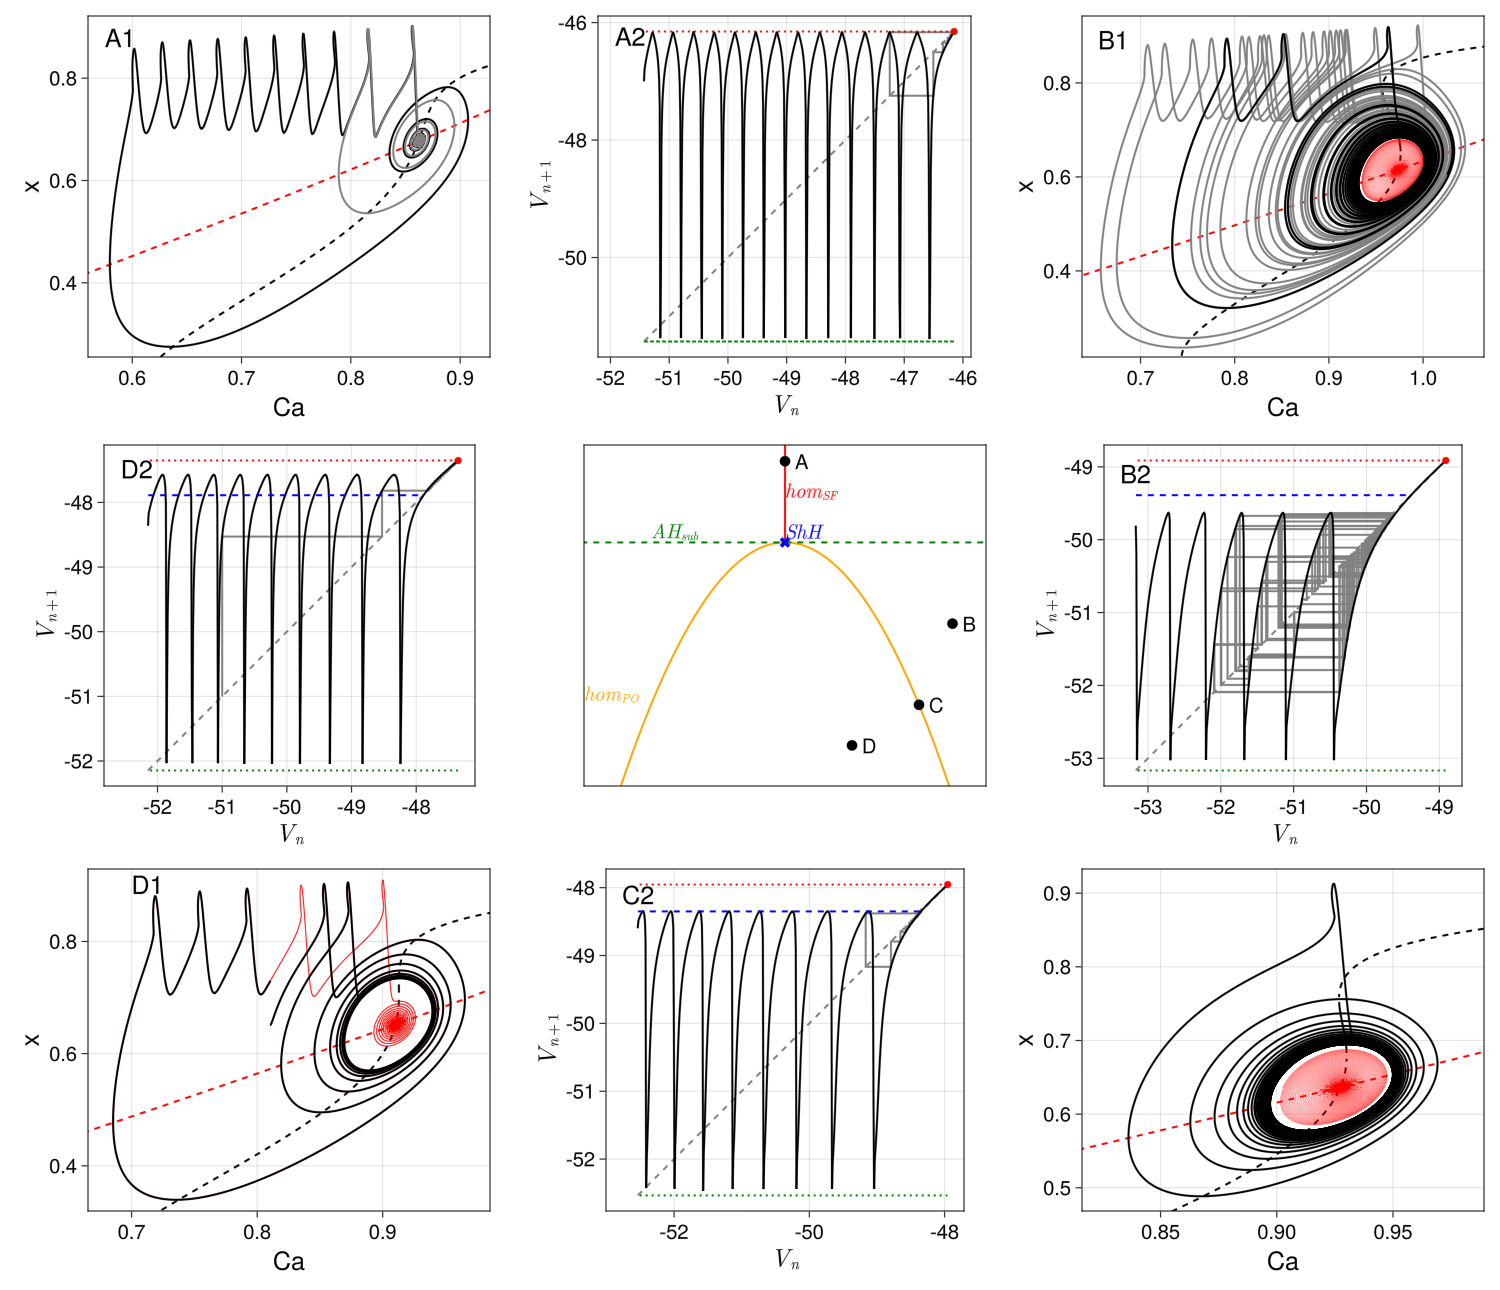 A1
0.8
0.6
0.4
x
0.6
0.7
0.8
0.9
Ca
A2
-46
-48
-50
V_{n+1}
-52
-51
-50
-49
-48
-47
-46
V_n
B1
0.8
0.6
0.4
x
0.7
0.8
0.9
1.0
Ca
D2
-48
-49
-50
-51
-52
V_{n+1}
-52
-51
-50
-49
-48
V_n
A
hom_{SF}
AH_{sub}
ShH
B
hom_{PO}
C
D
B2
-49
-50
-51
-52
-53
V_{n+1}
-53
-52
-51
-50
-49
V_n
D1
0.8
0.6
0.4
x
0.7
0.8
0.9
Ca
C2
-48
-49
-50
-51
-52
V_{n+1}
-52
-50
-48
V_n
0.9
0.8
0.7
0.6
0.5
x
0.85
0.90
0.95
Ca